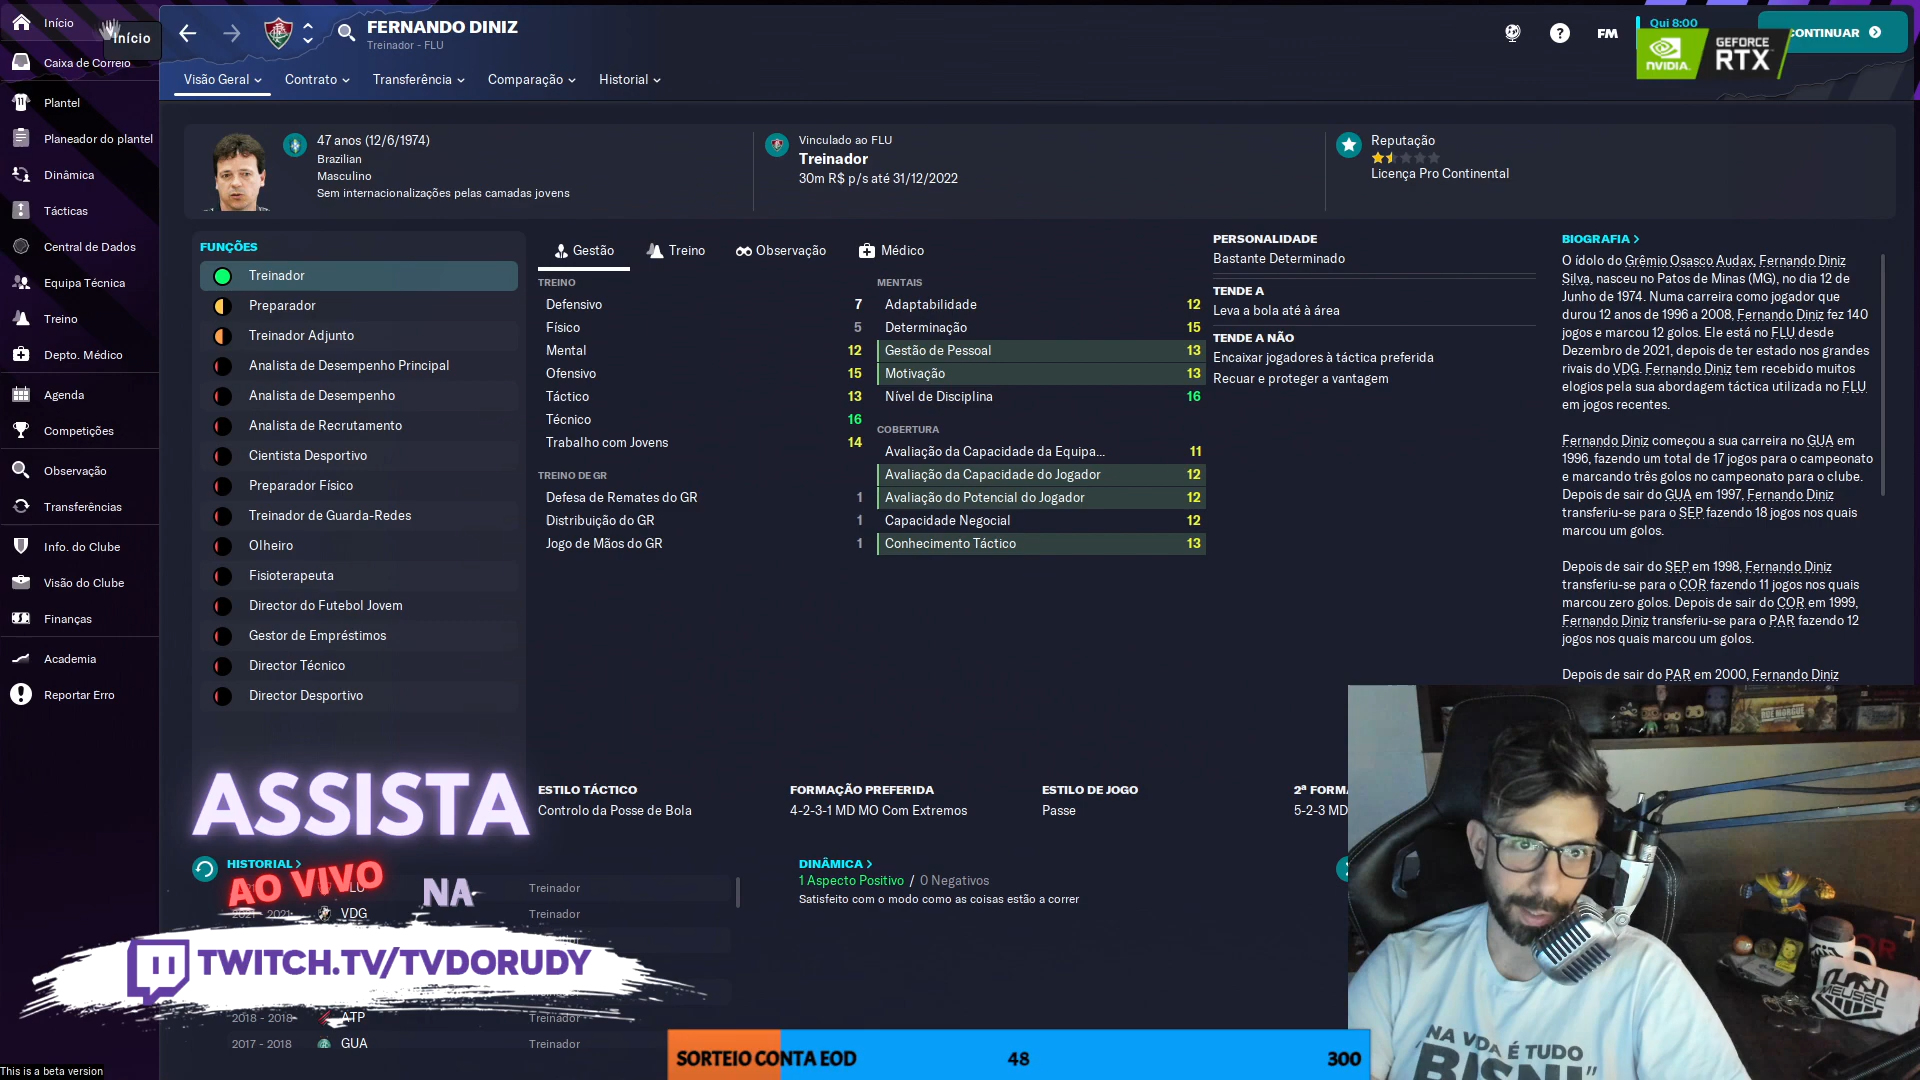 Início
Início
Caixa de Correio
Plantel
Planeador do plantel
Dinâmica
Tácticas
Central de Dados
Equipa Técnica
Treino
Depto. Médico
Agenda
Competições
Observação
Transferências
Info. do Clube
Visão do Clube
Finanças
Academia
Reportar Erro
This is a beta version
FERNANDO DINIZ
Treinador - FLU
FM
Qui 8:00
CONTINUAR
NVIDIA
GEFORCE
RTX
Visão Geral
Contrato
Transferência
Comparação
Historial
47 anos (12/6/1974)
Brazilian
Masculino
Sem internacionalizações pelas camadas jovens
Vinculado ao FLU
Treinador
30m R$ p/s até 31/12/2022
Reputação
Licença Pro Continental
FUNÇÕES
Treinador
Preparador
Treinador Adjunto
Analista de Desempenho Principal
Analista de Desempenho
Analista de Recrutamento
Cientista Desportivo
Preparador Físico
Treinador de Guarda-Redes
Olheiro
Fisioterapeuta
Director do Futebol Jovem
Gestor de Empréstimos
Director Técnico
Director Desportivo
Gestão
Treino
Observação
Médico
TREINO
Defensivo 7
Físico 5
Mental 12
Ofensivo 15
Táctico 13
Técnico 16
Trabalho com Jovens 14
TREINO DE GR
Defesa de Remates do GR 1
Distribuição do GR 1
Jogo de Mãos do GR 1
MENTAIS
Adaptabilidade 12
Determinação 15
Gestão de Pessoal 13
Motivação 13
Nível de Disciplina 16
COBERTURA
Avaliação da Capacidade da Equipa... 11
Avaliação da Capacidade do Jogador 12
Avaliação do Potencial do Jogador 12
Capacidade Negocial 12
Conhecimento Táctico 13
PERSONALIDADE
Bastante Determinado
TENDE A
Leva a bola até à área
TENDE A NÃO
Encaixar jogadores à táctica preferida
Recuar e proteger a vantagem
BIOGRAFIA
O ídolo do Grêmio Osasco Audax, Fernando Diniz
Silva, nasceu no Patos de Minas (MG), no dia 12 de
Junho de 1974. Numa carreira como jogador que
durou 12 anos de 1996 a 2008, Fernando Diniz fez 140
jogos e marcou 12 golos. Ele está no FLU desde
Dezembro de 2021, depois de ter estado nos grandes
rivais do VDG. Fernando Diniz tem recebido muitos
elogios pela sua abordagem táctica utilizada no FLU
em jogos recentes.
Fernando Diniz começou a sua carreira no GUA em
1996, fazendo um total de 17 jogos para o campeonato
e marcando três golos no campeonato para o clube.
Depois de sair do GUA em 1997, Fernando Diniz
transferiu-se para o SEP fazendo 18 jogos nos quais
marcou um golos.
Depois de sair do SEP em 1998, Fernando Diniz
transferiu-se para o COR fazendo 11 jogos nos quais
marcou zero golos. Depois de sair do COR em 1999,
Fernando Diniz transferiu-se para o PAR fazendo 12
jogos nos quais marcou um golos.
Depois de sair do PAR em 2000, Fernando Diniz
ESTILO TÁCTICO
Controlo da Posse de Bola
FORMAÇÃO PREFERIDA
4-2-3-1 MD MO Com Extremos
ESTILO DE JOGO
Passe
2ª FORMA
5-2-3 MD
ASSISTA
AO VIVO
NA
TWITCH.TV/TVDORUDY
HISTORIAL
FLU Treinador
2021 - 2021 VDG Treinador
2018 - 2018 ATP Treinador
2017 - 2018 GUA Treinador
DINÂMICA
1 Aspecto Positivo / 0 Negativos
Satisfeito com o modo como as coisas estão a correr
SORTEIO CONTA EOD 48 300
RUE MORGUE
NA VIDA É TUDO
BISNI"